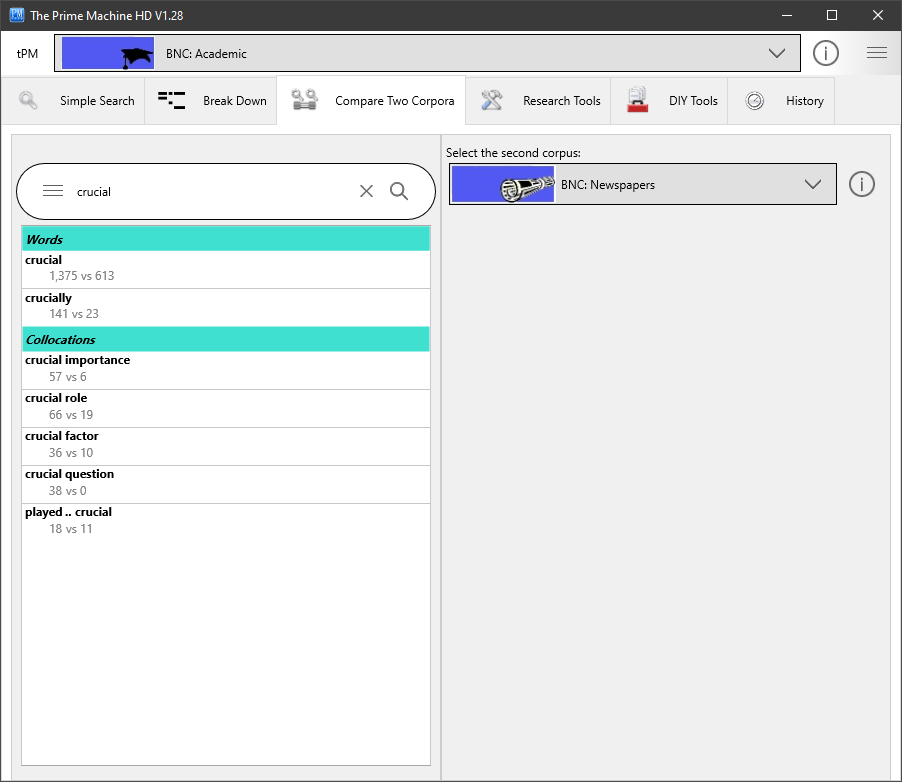 The Prime Machine HD V1.28
tPM
BNC: Academic
Simple Search
Break Down
Compare Two Corpora
Research Tools
DIY Tools
History
crucial
Words
crucial
1,375 vs 613
crucially
141 vs 23
Collocations
crucial importance
57 vs 6
crucial role
66 vs 19
crucial factor
36 vs 10
crucial question
38 vs 0
played .. crucial
18 vs 11
Select the second corpus:
BNC: Newspapers